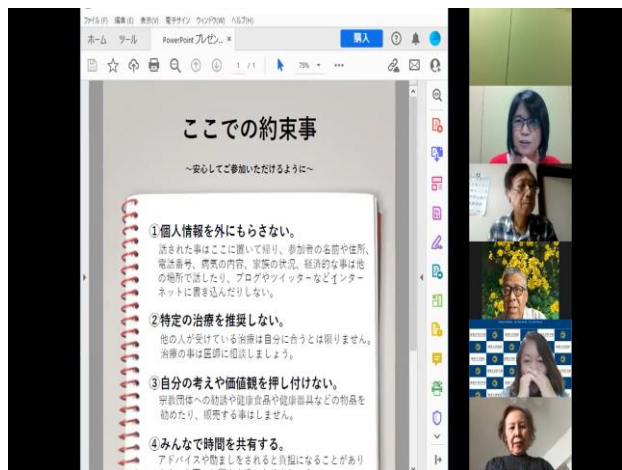 ファイル(F) 編集(E) 表示(V) 電子サイン ウィンドウ(W) ヘルプ(H)
ホーム ツール PowerPoint プレゼン... × 購入
1 / 1 75%
ここでの約束事
～安心してご参加いただけるように～
①個人情報を外にもらさない。
話された事はここに置いて帰り、参加者の名前や住所、
電話番号、病気の内容、家族の状況、経済的な事は他
の場所で話したり、ブログやツイッターなどインター
ネットに書き込んだりしない。
②特定の治療を推奨しない。
他の人が受けている治療は自分に合うとは限りません。
治療の事は医師に相談しましょう。
③自分の考えや価値観を押し付けない。
宗教団体への勧誘や健康食品や健康器具などの物品を
勧めたり、販売する事はしません。
④みんなで時間を共有する。
アドバイスや励ましをされると負担になることがあり